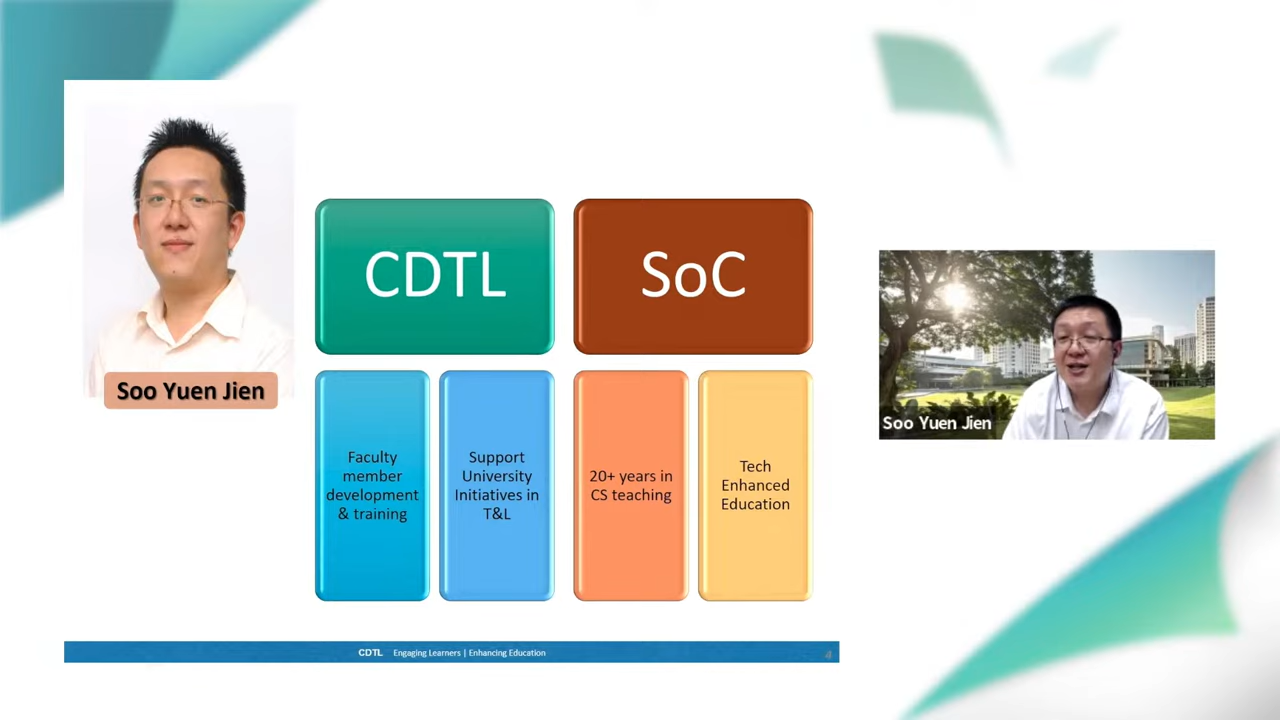 Soo Yuen Jien
CDTL
SoC
Faculty
member
development
& training
Support
University
Initiatives in
T&L
20+ years in
CS teaching
Tech
Enhanced
Education
CDTL Engaging Learners | Enhancing Education
4
Soo Yuen Jien